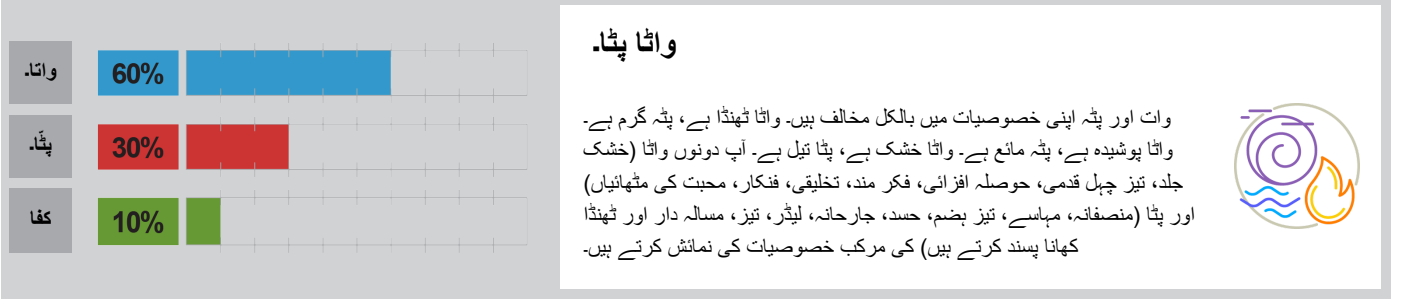 واتا۔
60%
پٹّا۔
30%
کفا
10%
واٹا پٹا۔
وات اور پٹہ اپنی خصوصیات میں بالکل مخالف ہیں۔ واٹا ٹھنڈا ہے، پٹہ گرم ہے۔
واٹا پوشیدہ ہے، پٹہ مائع ہے۔ واٹا خشک ہے، پٹا تیل ہے۔ آپ دونوں واٹا (خشک
جلد، تیز چہل قدمی، حوصلہ افزائی، فکر مند، تخلیقی، فنکار، محبت کی مٹھائیاں)
اور پٹا (منصفانہ، مہاسے، تیز ہضم، حسد، جارحانہ، لیڈر، تیز، مسالہ دار اور ٹھنڈا
کھانا پسند کرتے ہیں) کی مرکب خصوصیات کی نمائش کرتے ہیں۔